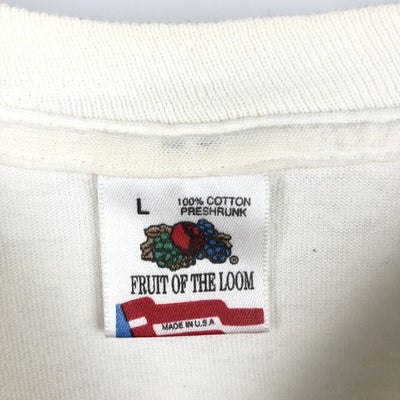 L 100% COTTON
PRESHRUNK
®
FRUIT OF THE LOOM
MADE IN U.S.A